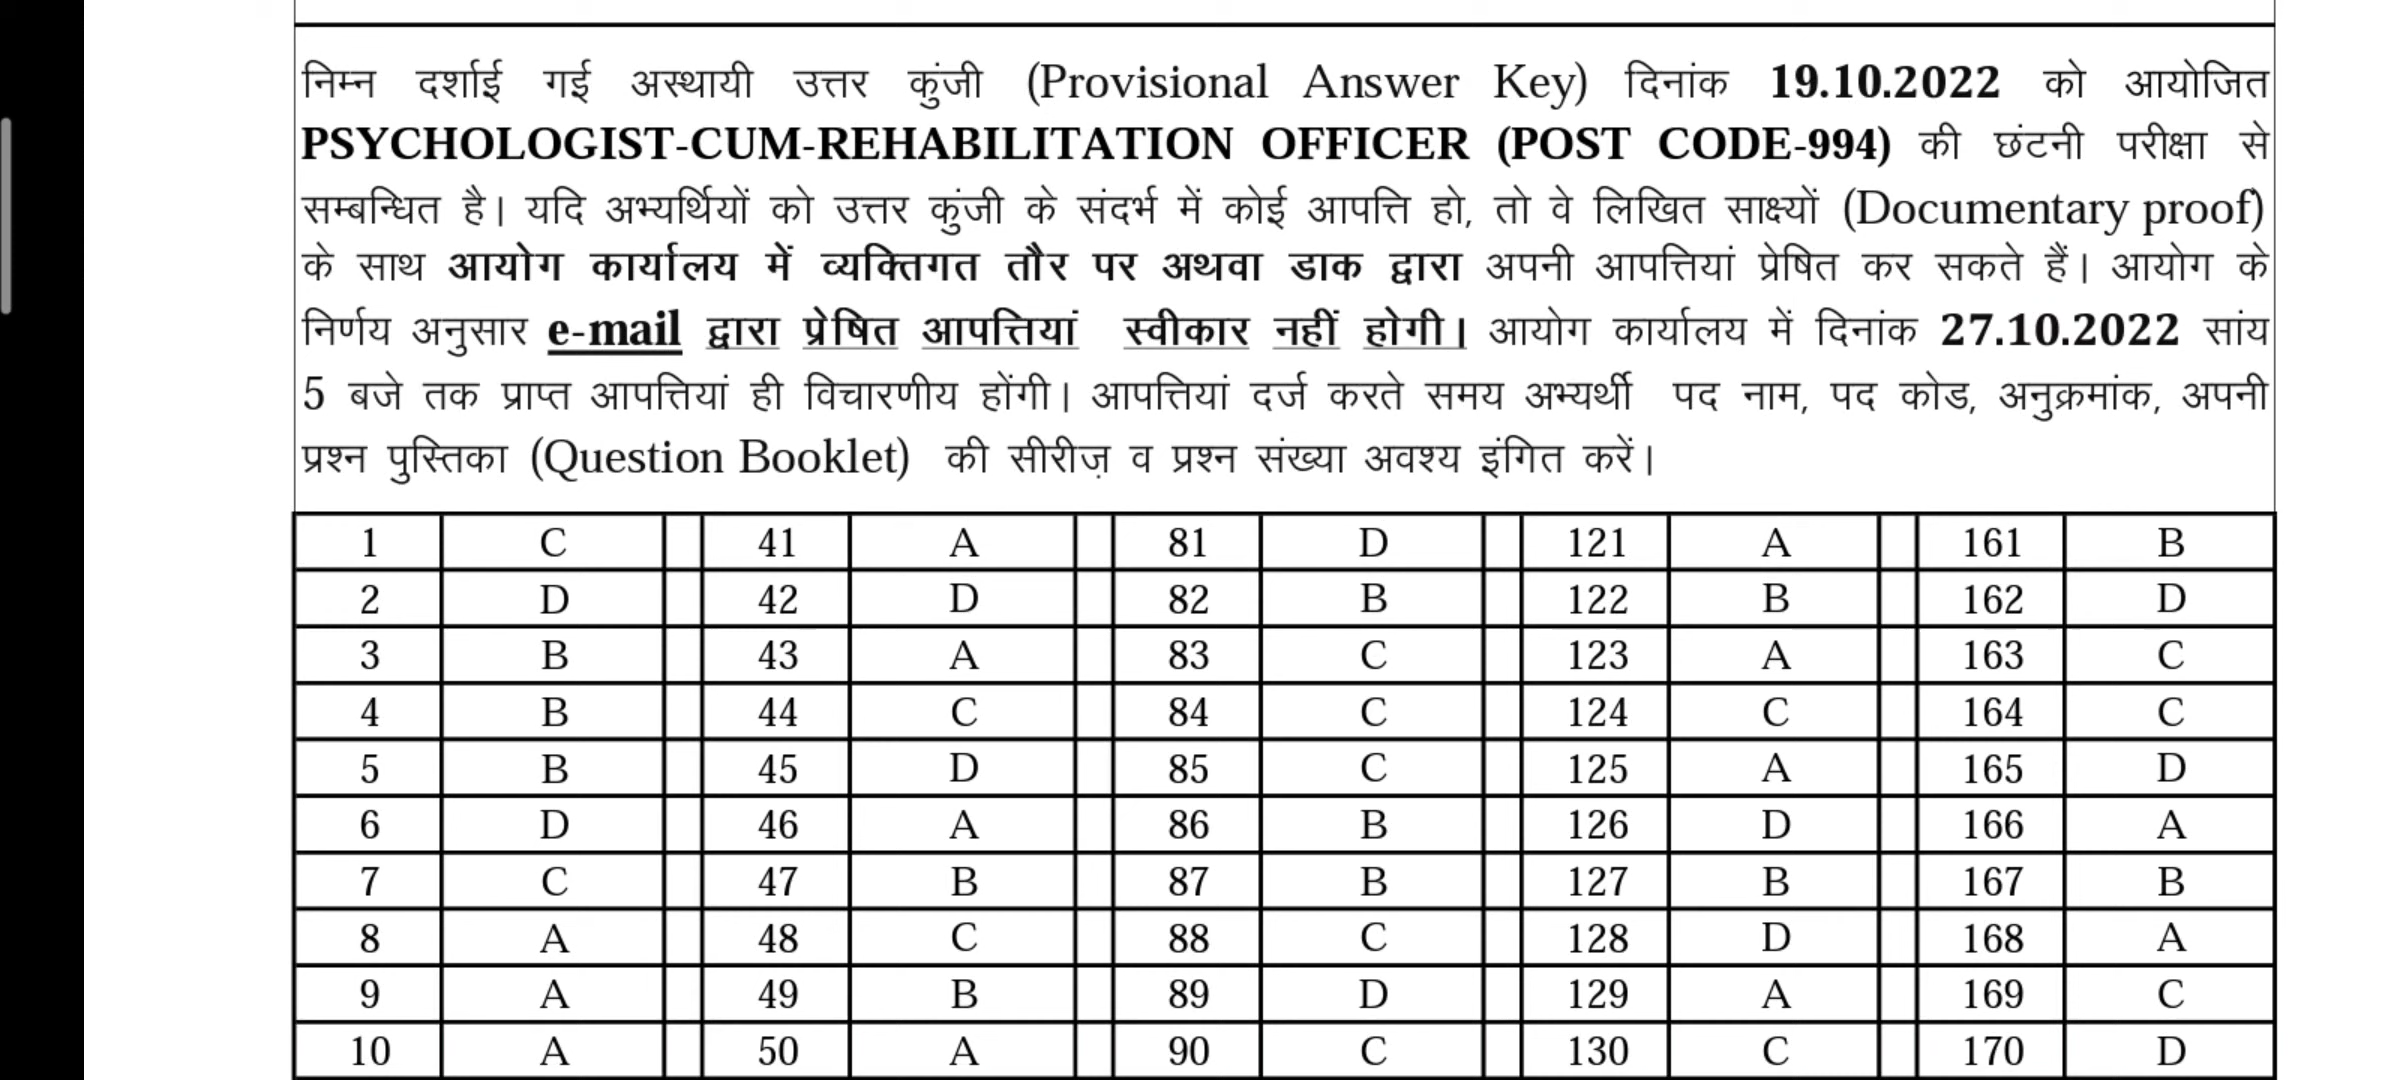 निम्न दर्शाई गई अस्थायी उत्तर कुंजी (Provisional Answer Key) दिनांक 19.10.2022 को आयोजित
PSYCHOLOGIST-CUM-REHABILITATION OFFICER (POST CODE-994) की छंटनी परीक्षा से
सम्बन्धित है। यदि अभ्यर्थियों को उत्तर कुंजी के संदर्भ में कोई आपत्ति हो, तो वे लिखित साक्ष्यों (Documentary proof)
के साथ आयोग कार्यालय में व्यक्तिगत तौर पर अथवा डाक द्वारा अपनी आपत्तियां प्रेषित कर सकते हैं। आयोग के
निर्णय अनुसार e-mail द्वारा प्रेषित आपत्तियां स्वीकार नहीं होगी। आयोग कार्यालय में दिनांक 27.10.2022 सांय
5 बजे तक प्राप्त आपत्तियां ही विचारणीय होंगी। आपत्तियां दर्ज करते समय अभ्यर्थी पद नाम, पद कोड, अनुक्रमांक, अपनी
प्रश्न पुस्तिका (Question Booklet) की सीरीज़ व प्रश्न संख्या अवश्य इंगित करें।
1 C 41 A 81 D 121 A 161 B
2 D 42 D 82 B 122 B 162 D
3 B 43 A 83 C 123 A 163 C
4 B 44 C 84 C 124 C 164 C
5 B 45 D 85 C 125 A 165 D
6 D 46 A 86 B 126 D 166 A
7 C 47 B 87 B 127 B 167 B
8 A 48 C 88 C 128 D 168 A
9 A 49 B 89 D 129 A 169 C
10 A 50 A 90 C 130 C 170 D